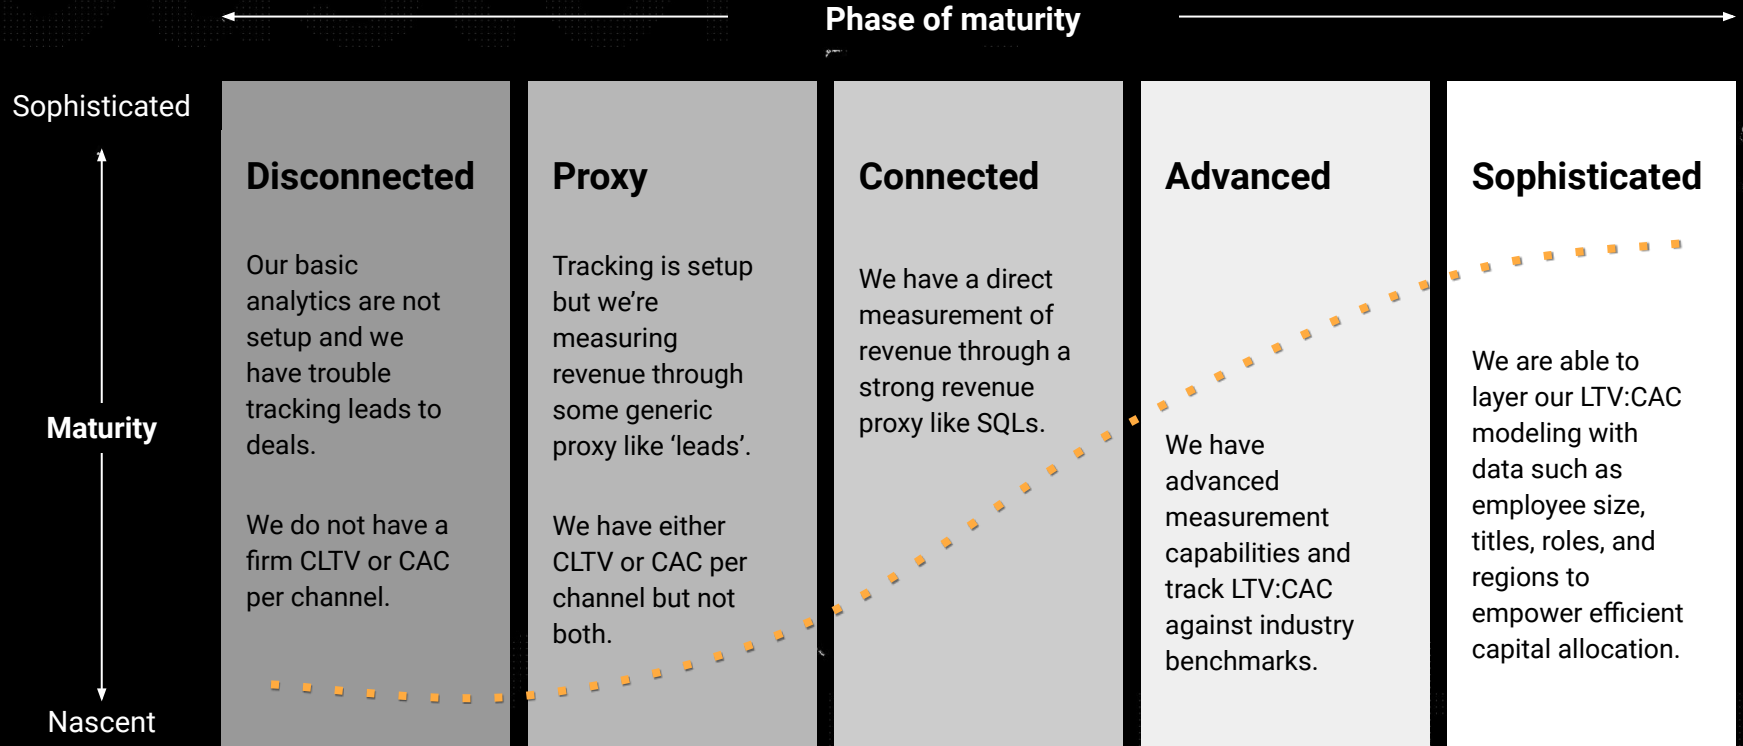 Phase of maturity
Sophisticated
Maturity
Nascent
Disconnected
Our basic
analytics are not
setup and we
have trouble
tracking leads to
deals.
We do not have a
firm CLTV or CAC
per channel.
Proxy
Tracking is setup
but we’re
measuring
revenue through
some generic
proxy like ‘leads’.
We have either
CLTV or CAC per
channel but not
both.
Connected
We have a direct
measurement of
revenue through a
strong revenue
proxy like SQLs.
Advanced
We have
advanced
measurement
capabilities and
track LTV:CAC
against industry
benchmarks.
Sophisticated
We are able to
layer our LTV:CAC
modeling with
data such as
employee size,
titles, roles, and
regions to
empower efficient
capital allocation.